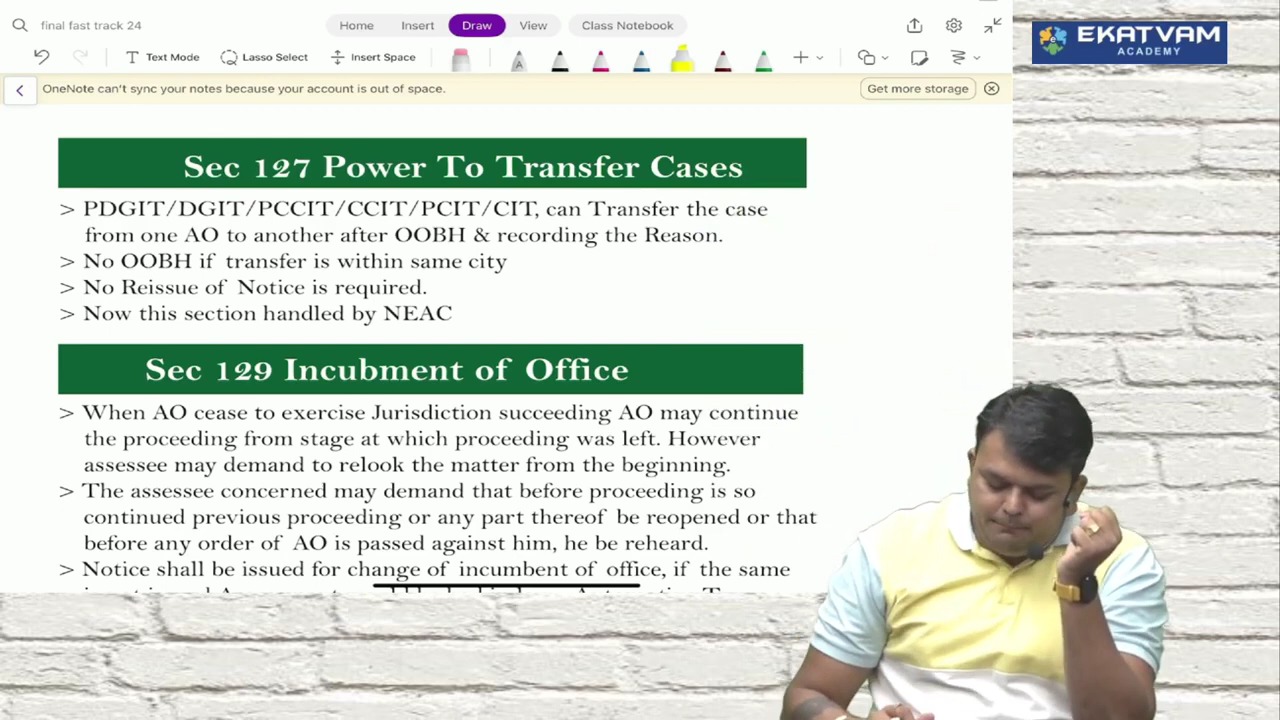 final fast track 24
Home Insert Draw View Class Notebook
Text Mode Lasso Select Insert Space
OneNote can't sync your notes because your account is out of space.
Get more storage
EKATVAM
ACADEMY
Sec 127 Power To Transfer Cases
> PDGIT/DGIT/PCCIT/CCIT/PCIT/CIT, can Transfer the case
from one AO to another after OOBH & recording the Reason.
> No OOBH if transfer is within same city
> No Reissue of Notice is required.
> Now this section handled by NEAC
Sec 129 Incubment of Office
> When AO cease to exercise Jurisdiction succeeding AO may continue
the proceeding from stage at which proceeding was left. However
assessee may demand to relook the matter from the beginning.
> The assessee concerned may demand that before proceeding is so
continued previous proceeding or any part thereof be reopened or that
before any order of AO is passed against him, he be reheard.
> Notice shall be issued for change of incumbent of office, if the same